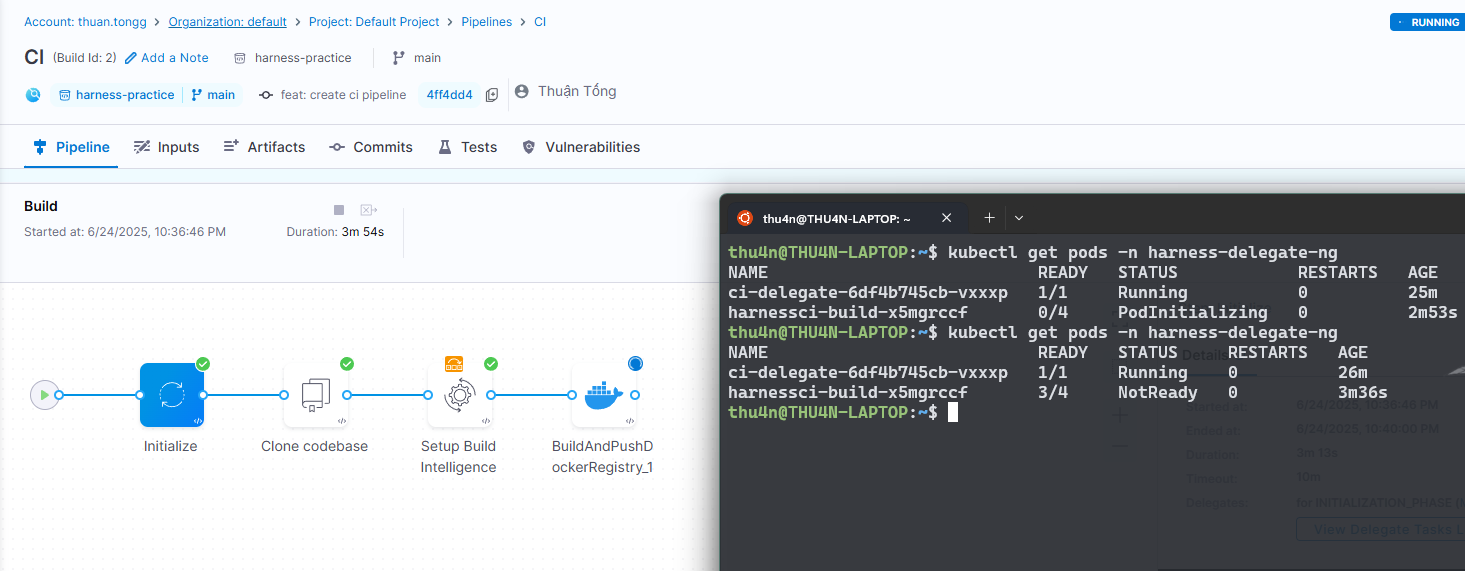 Account: thuan.tongg > Organization: default > Project: Default Project > Pipelines > CI
RUNNING
CI (Build Id: 2) Add a Note harness-practice main
harness-practice main feat: create ci pipeline 4ff4dd4 Thuận Tống
Pipeline Inputs Artifacts Commits Tests Vulnerabilities
Build
Started at: 6/24/2025, 10:36:46 PM Duration: 3m 54s
Initialize
Clone codebase
Setup Build
Intelligence
BuildAndPushD
ockerRegistry_1
thu4n@THU4N-LAPTOP: ~
thu4n@THU4N-LAPTOP:~$ kubectl get pods -n harness-delegate-ng
NAME READY STATUS RESTARTS AGE
ci-delegate-6df4b745cb-vxxxp 1/1 Running 0 25m
harnessci-build-x5mgrccf 0/4 PodInitializing 0 2m53s
thu4n@THU4N-LAPTOP:~$ kubectl get pods -n harness-delegate-ng
NAME READY STATUS RESTARTS AGE
ci-delegate-6df4b745cb-vxxxp 1/1 Running 0 26m
harnessci-build-x5mgrccf 3/4 NotReady 0 3m36s
thu4n@THU4N-LAPTOP:~$
Details
Started at: 6/24/2025, 10:36:46 PM
Ended at: 6/24/2025, 10:40:00 PM
Duration: 3m 13s
Timeout: 10m
Delegates: for INITIALIZATION_PHASE
View Delegate Tasks